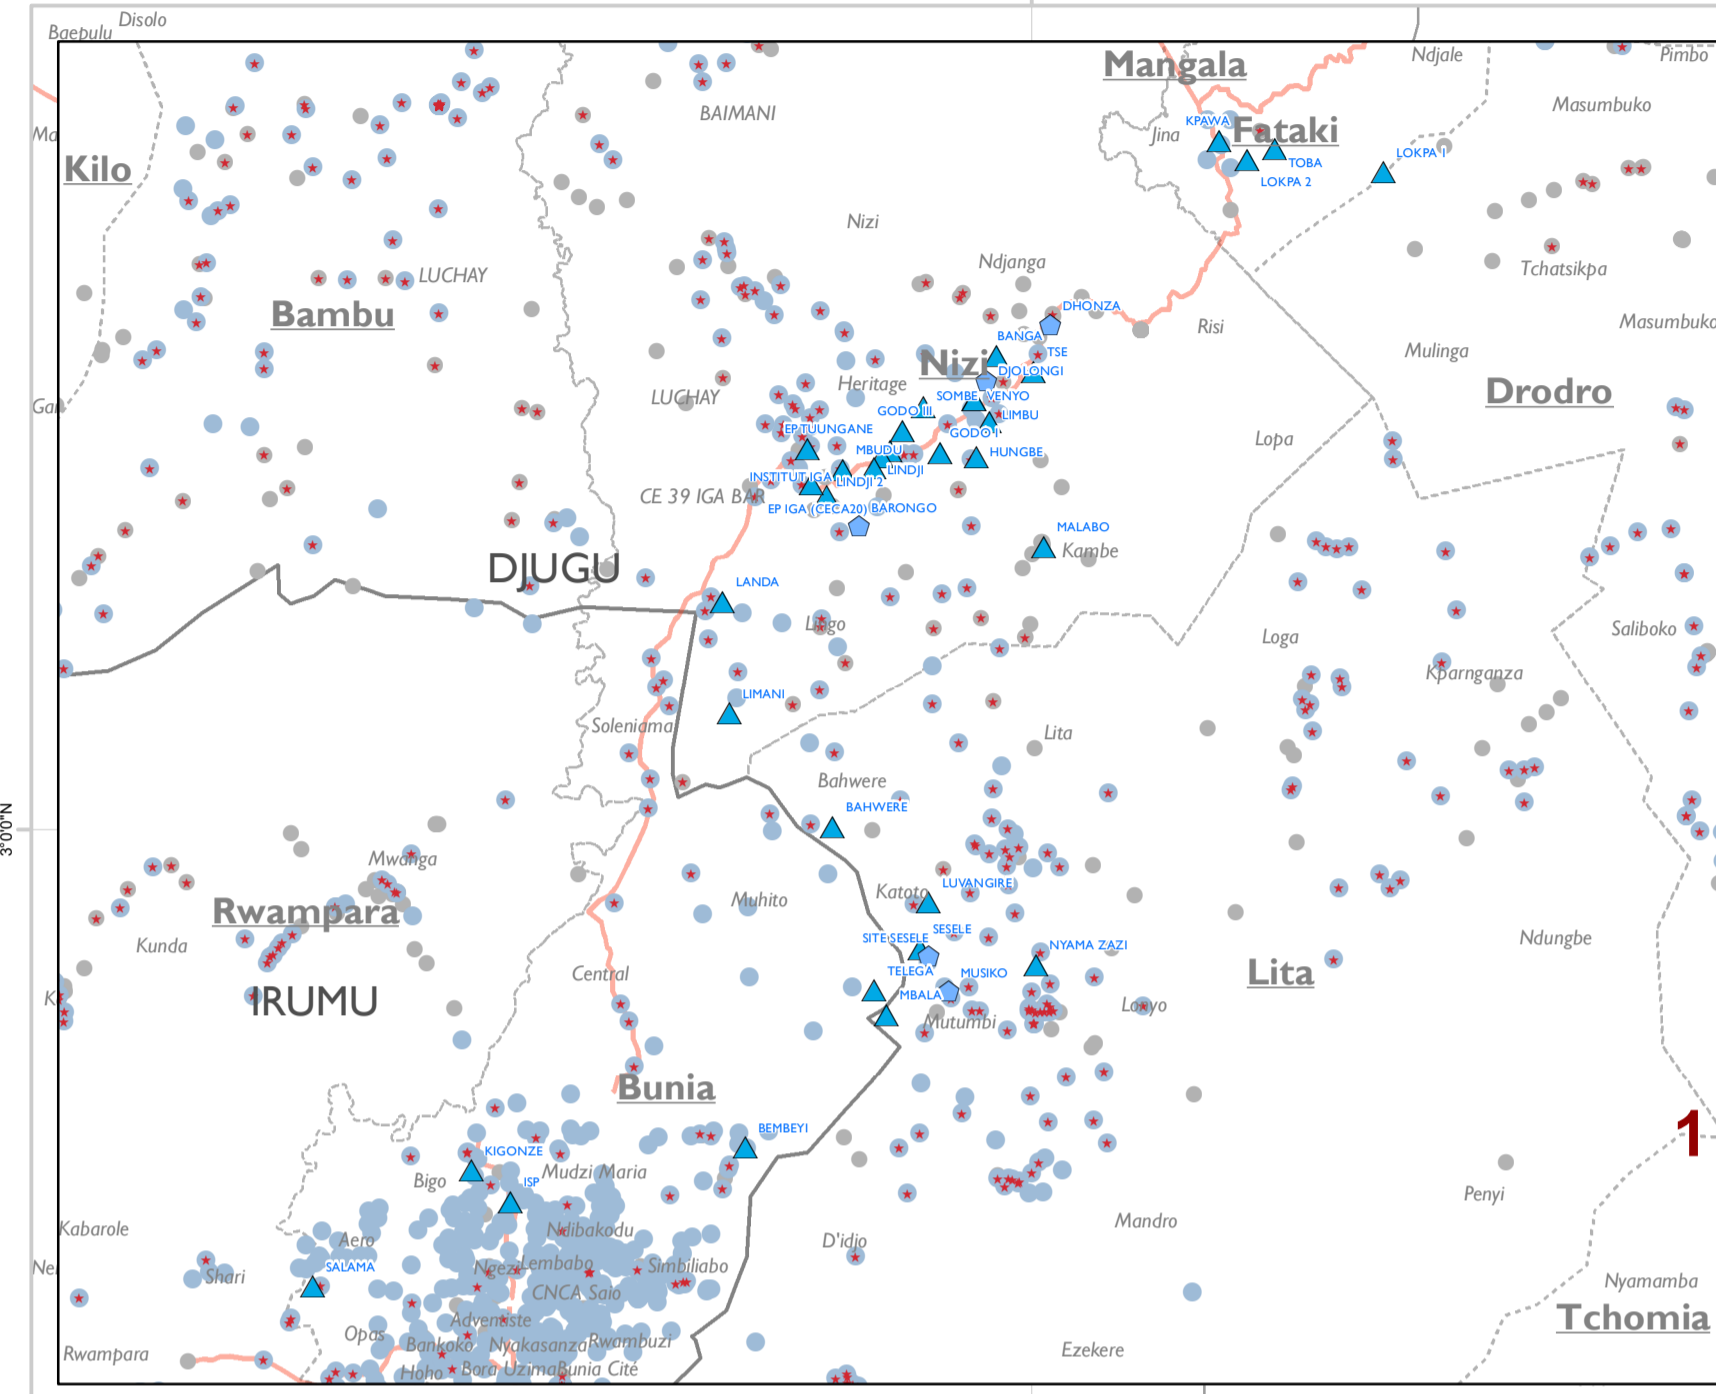 Disolo
Baepulu
Mangala
Ndjale
Pimbo
BAIMANI
KPAWA
Fataki
Masumbuko
Jina
TOBA
LOKPA 1
LOKPA 2
Kilo
Nizi
Ndjanga
LUCHAY
Tchatsikpa
Bambu
DHONZA
Risi
Masumbuko
BANGA
TSE
Mulinga
Nizi
DJOLONGI
Heritage
Drodro
LUCHAY
SOMBE
VENYO
GODO III
LIMBU
EP TUUNGANE
GODO I
Lopa
MBUDU
HUNGBE
LINDJI
INSTITUT IGA
LINDJI 2
CE 39 IGA BAR
EP IGA (CECA20)
BARONGO
MALABO
Kambe
DJUGU
LANDA
Lingo
Loga
Saliboko
Kparnganza
LIMANI
Soleniama
Lita
Bahwere
BAHWERE
3°0'0"N
Mwanga
Katoto
LUVANGIRE
Muhito
Rwampara
Kunda
SITE SESELE
SESELE
NYAMA ZAZI
Ndungbe
Central
TELEGA
MUSIKO
Lita
IRUMU
MBALA
Mutumbi
Loyo
Bunia
BEMBEYI
1
KIGONZE
Mudzi Maria
Bigo
ISP
Penyi
Kabarole
Mandro
Ndibakodu
Aero
D'idjo
SALAMA
Shari
Ngezi
Lembabo
Simbiliabo
Nyamamba
CNCA Saio
Tchomia
Adventiste
Opas
Bankoko
Nyakasanza
Rwambuzi
Rwampara
Ezekere
Hoho
Bora Uzima
Bunia Cité